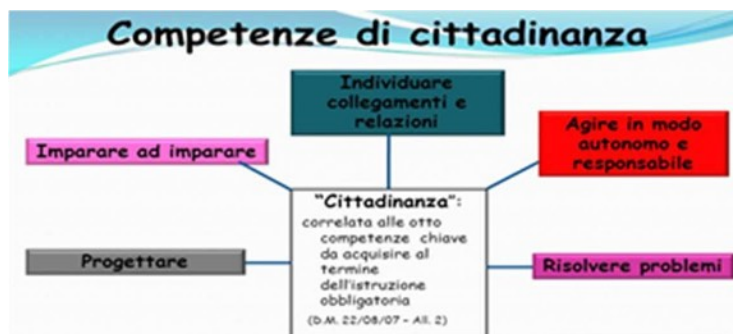 Competenze di cittadinanza
Individuare
collegamenti e
relazioni
Agire in modo
autonomo e
responsabile
Imparare ad imparare
"Cittadinanza":
correlata alle otto
competenze chiave
da acquisire al
termine
dell'istruzione
obbligatoria
(D.M. 22/08/07 - All. 2)
Progettare
Risolvere problemi